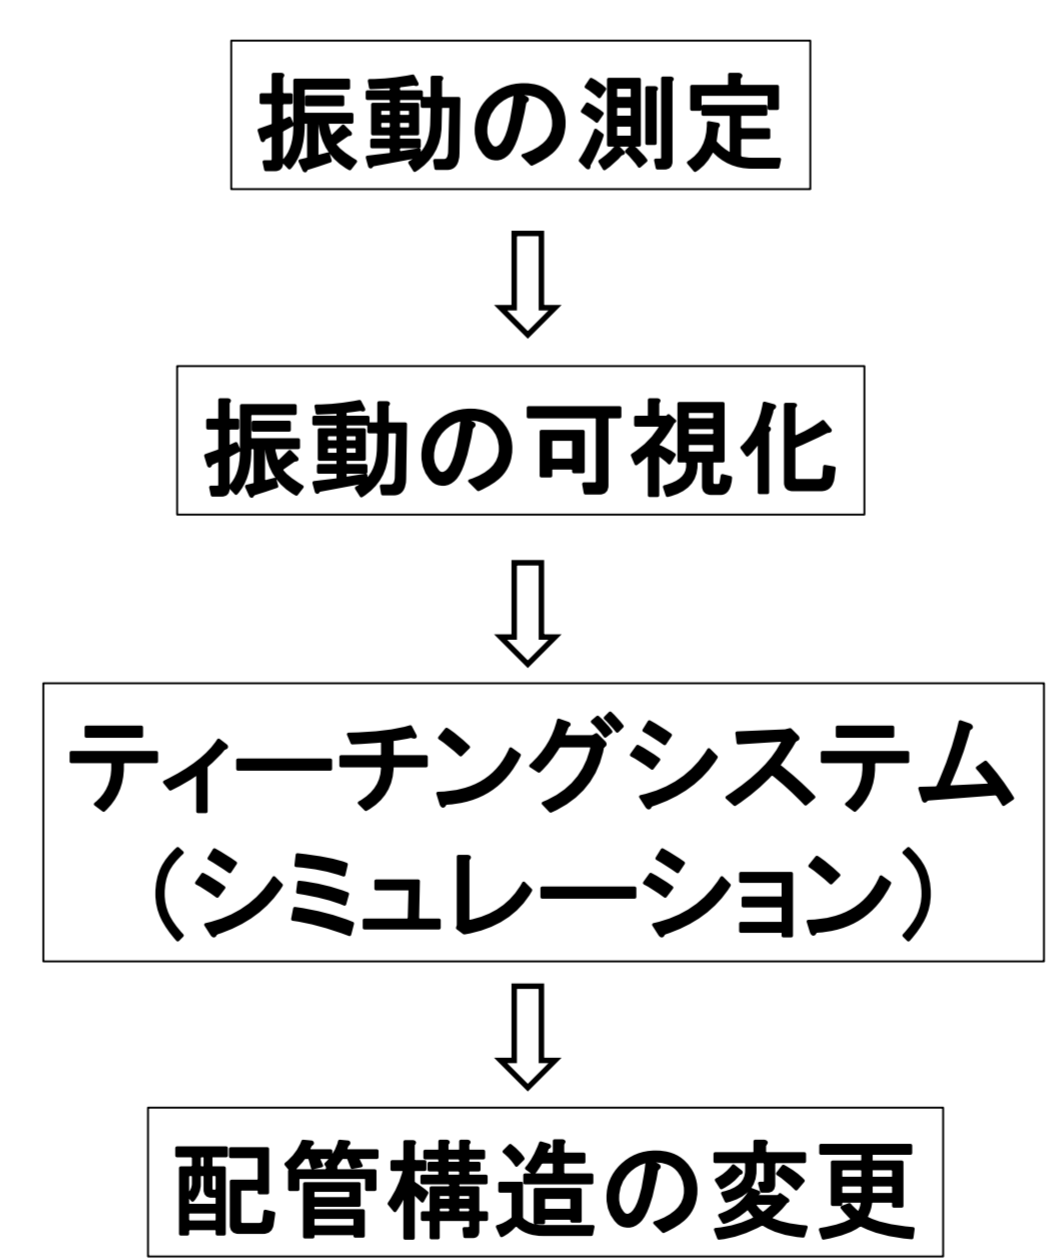 振動の測定
振動の可視化
ティーチングシステム
（シミュレーション）
配管構造の変更